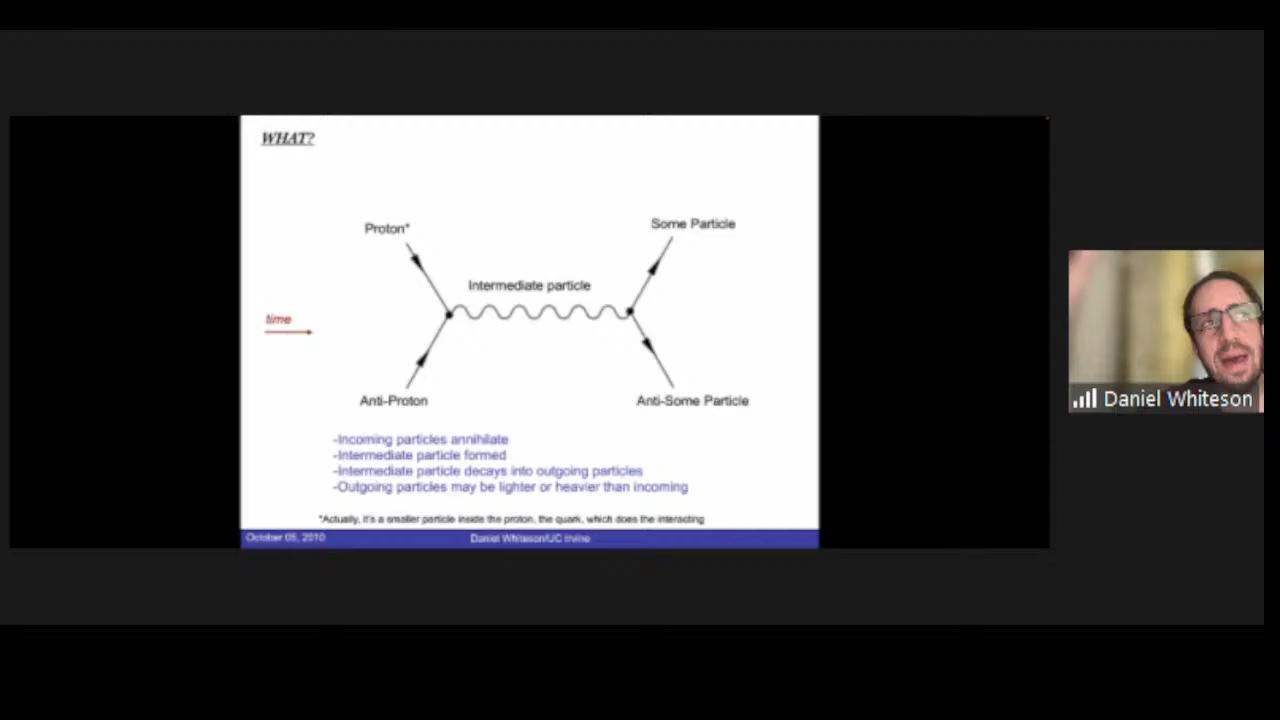 WHAT?
Proton*
Some Particle
Intermediate particle
time
Anti-Proton
Anti-Some Particle
-Incoming particles annihilate
-Intermediate particle formed
-Intermediate particle decays into outgoing particles
-Outgoing particles may be lighter or heavier than incoming
*Actually, it's a smaller particle inside the proton, the quark, which does the interacting
October 05, 2010
Daniel Whiteson/UC Irvine
Daniel Whiteson